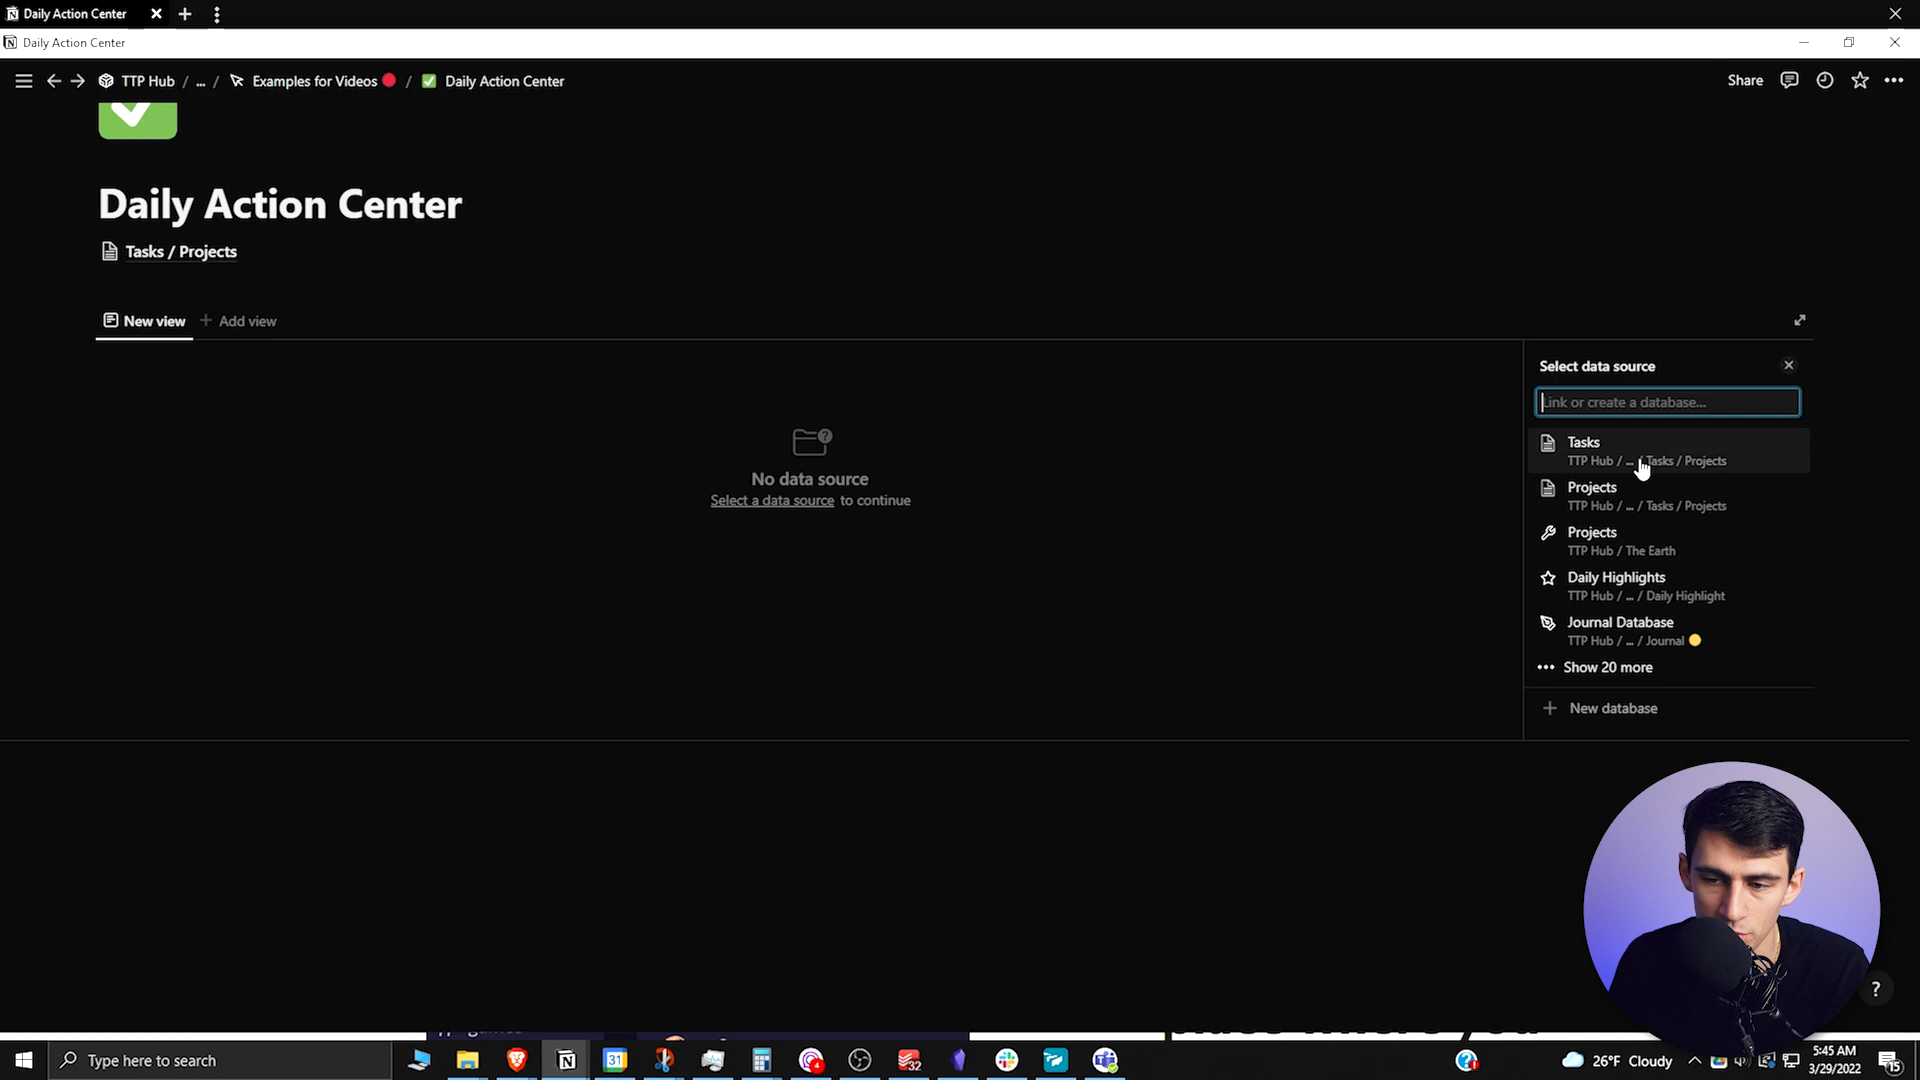 Daily Action Center
Daily Action Center
TTP Hub / ... / Examples for Videos / Daily Action Center
Share
Daily Action Center
Tasks / Projects
New view
Add view
Select data source
Link or create a database...
Tasks
TTP Hub / ... / Tasks / Projects
Projects
TTP Hub / ... / Tasks / Projects
Projects
TTP Hub / The Earth
Daily Highlights
TTP Hub / ... / Daily Highlight
Journal Database
TTP Hub / ... / Journal
Show 20 more
New database
No data source
Select a data source to continue
?
Type here to search
31
4
32
26°F Cloudy
5:45 AM
3/29/2022
15